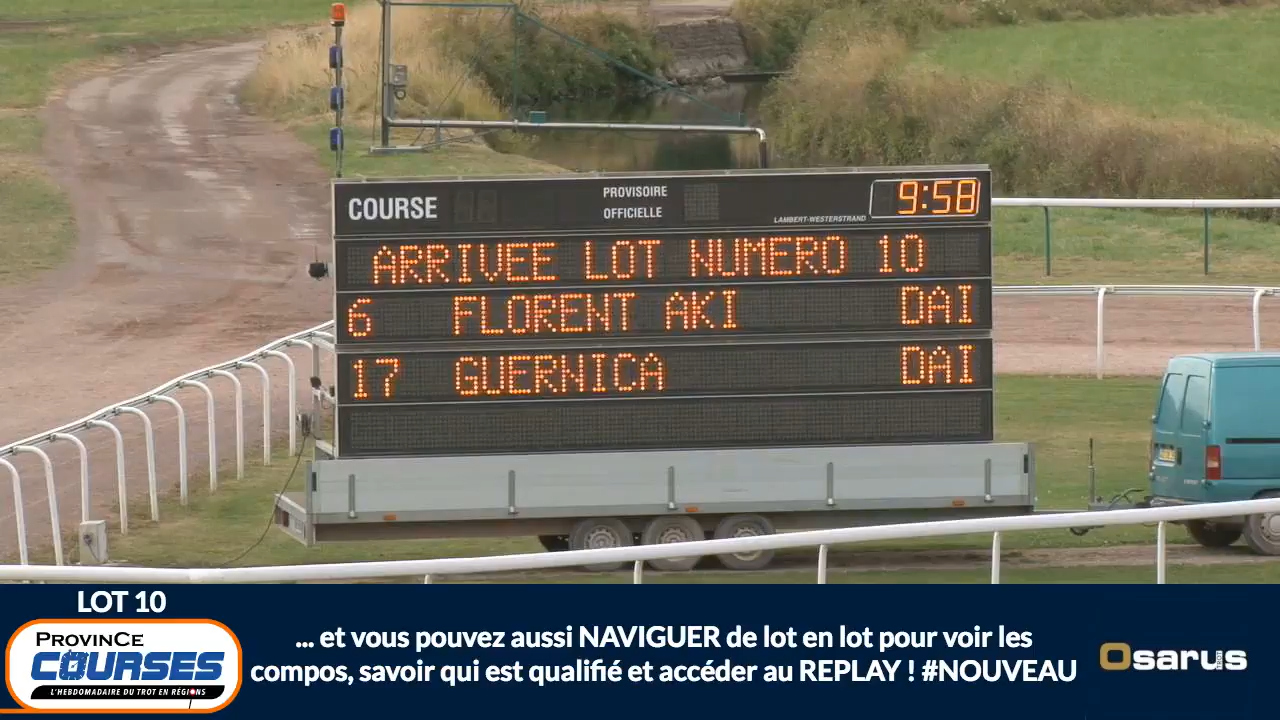 COURSE
PROVISOIRE
OFFICIELLE
LAMBERT-WESTERSTRAND
9:58
ARRIVEE LOT NUMERO 10
6 FLORENT AKI DAI
17 GUERNICA DAI
LOT 10
PROVINCE
COURSES
L'HEBDOMADAIRE DU TROT EN RÉGIONS
... et vous pouvez aussi NAVIGUER de lot en lot pour voir les
compos, savoir qui est qualifié et accéder au REPLAY ! #NOUVEAU
Osarus